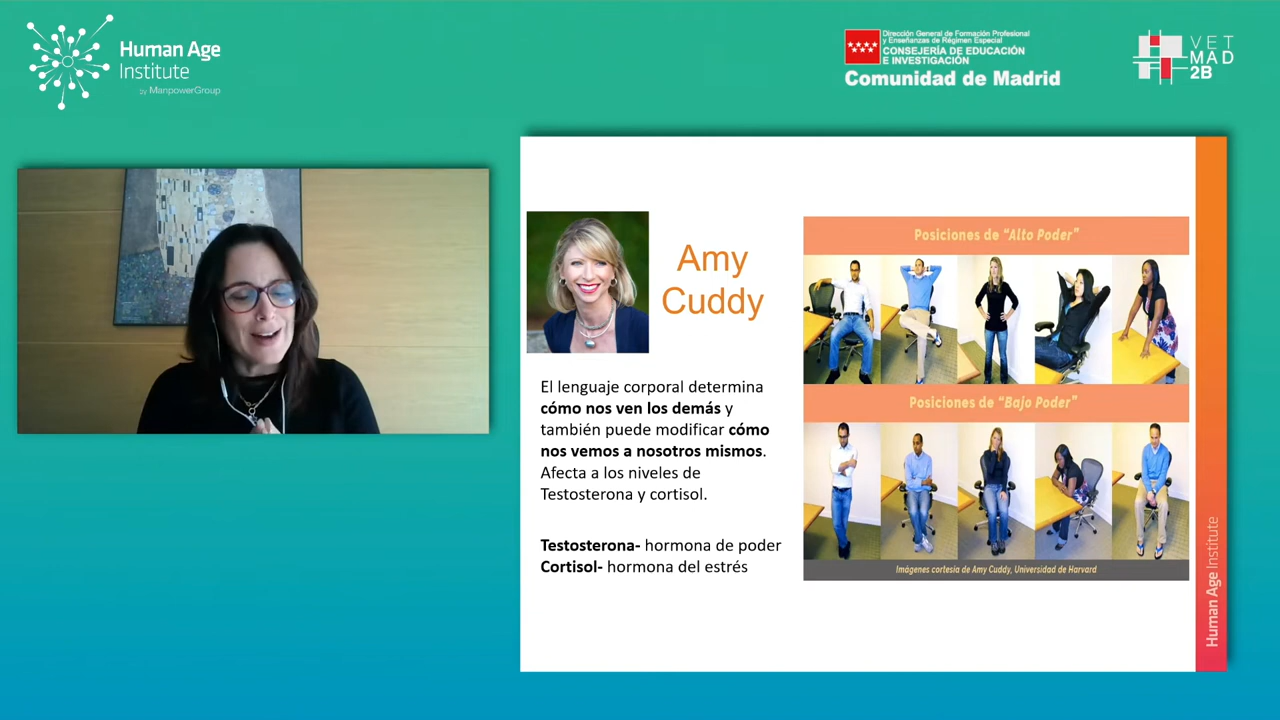 Human Age
Institute
by ManpowerGroup
Dirección General de Formación Profesional
y Enseñanzas de Régimen Especial
CONSEJERÍA DE EDUCACIÓN
E INVESTIGACIÓN
Comunidad de Madrid
VET
MAD
2B
Amy
Cuddy
El lenguaje corporal determina
cómo nos ven los demás y
también puede modificar cómo
nos vemos a nosotros mismos.
Afecta a los niveles de
Testosterona y cortisol.
Testosterona- hormona de poder
Cortisol- hormona del estrés
Posiciones de “Alto Poder”
Posiciones de “Bajo Poder”
Imágenes cortesía de Amy Cuddy, Universidad de Harvard
Human Age Institute